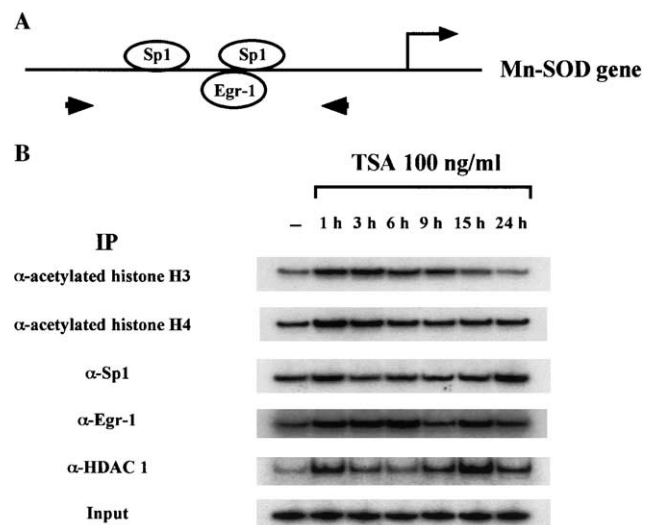 A
Sp1 Sp1
Mn-SOD gene
Egr-1
B
TSA 100 ng/ml
– 1 h 3 h 6 h 9 h 15 h 24 h
IP
α-acetylated histone H3
α-acetylated histone H4
α-Sp1
α-Egr-1
α-HDAC 1
Input